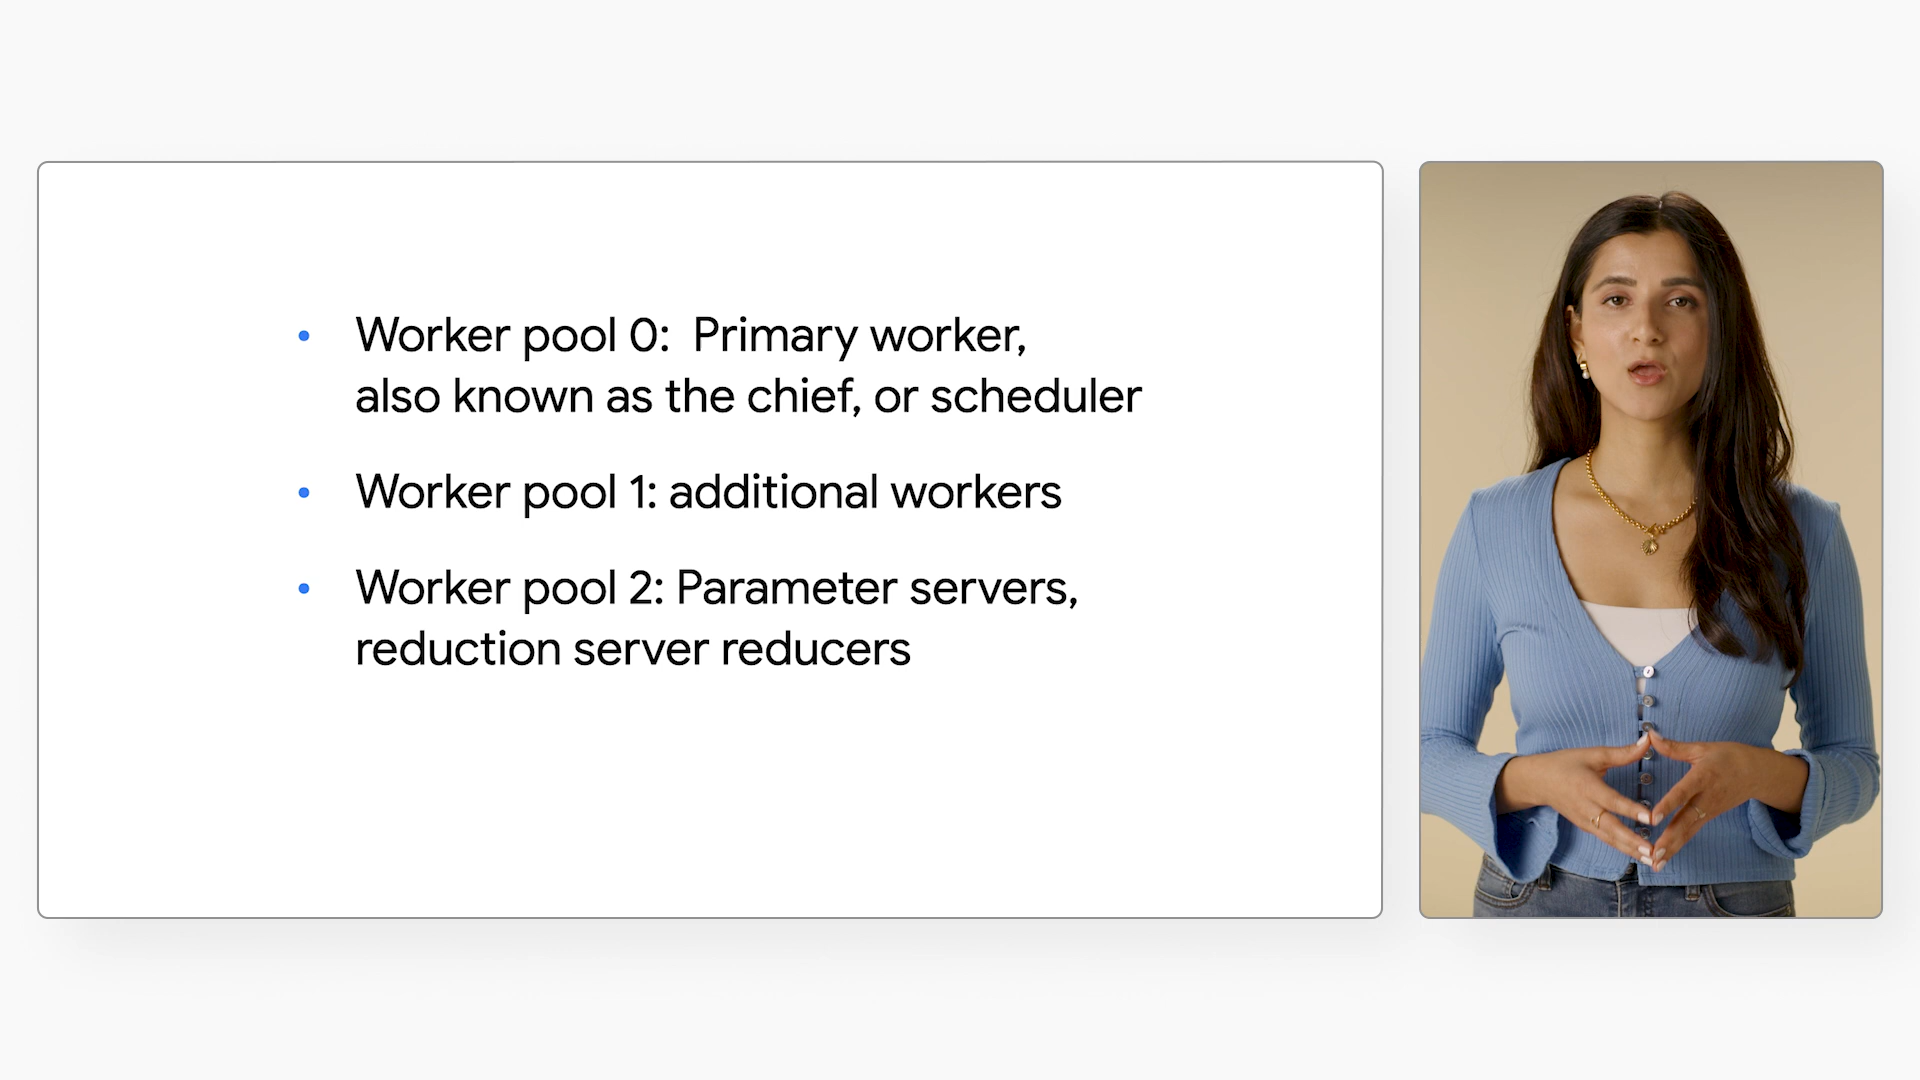 Worker pool 0:  Primary worker,
also known as the chief, or scheduler
Worker pool 1: additional workers
Worker pool 2: Parameter servers,
reduction server reducers